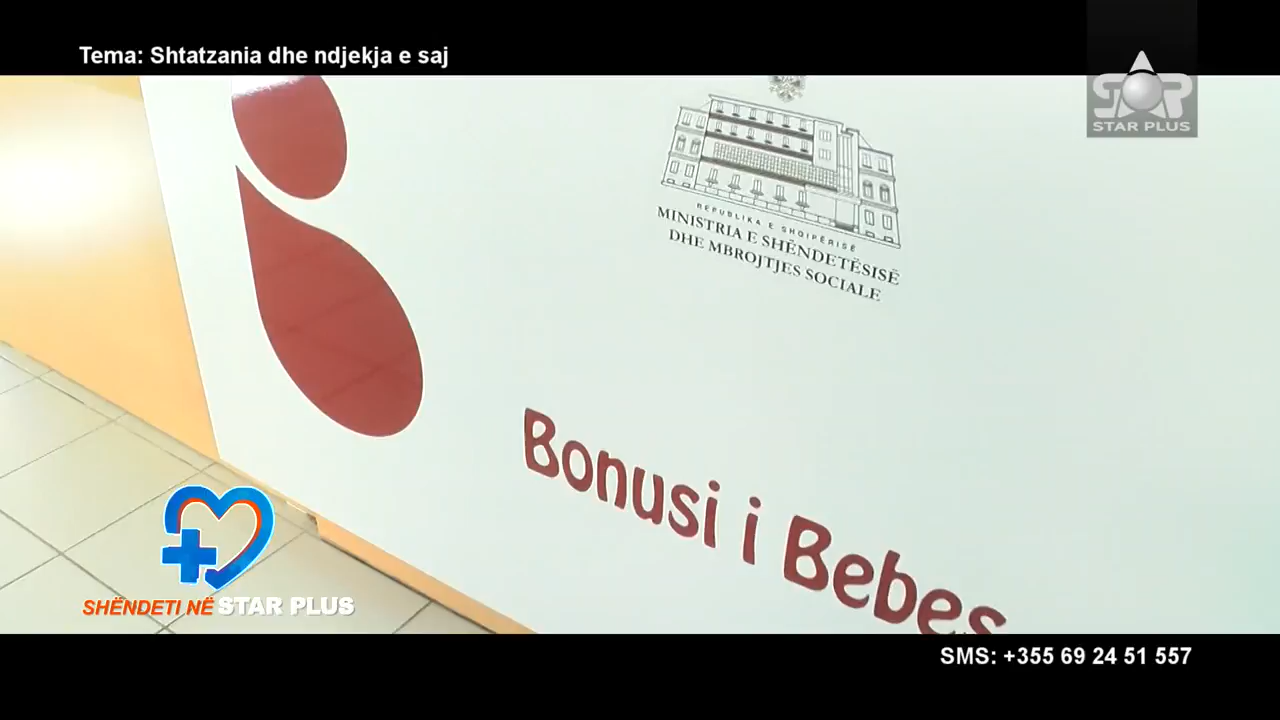 Tema: Shtatzania dhe ndjekja e saj
STAR
STAR PLUS
REPUBLIKA E SHQIPËRISË
MINISTRIA E SHËNDETËSISË
DHE MBROJTJES SOCIALE
Bonusi i Bebes
SHËNDETI NË STAR PLUS
SMS: +355 69 24 51 557